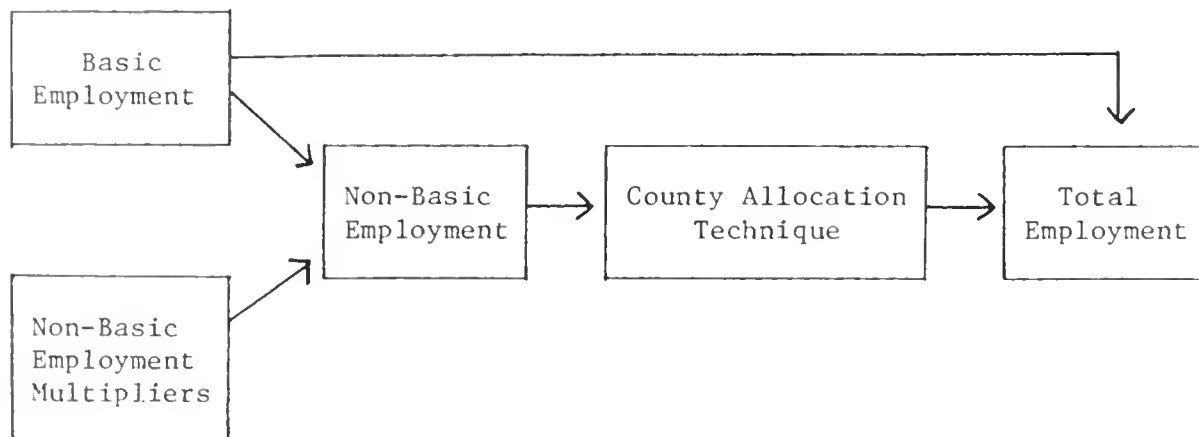 Basic
Employment
Non-Basic
Employment
County Allocation
Technique
Total
Employment
Non-Basic
Employment
Multipliers